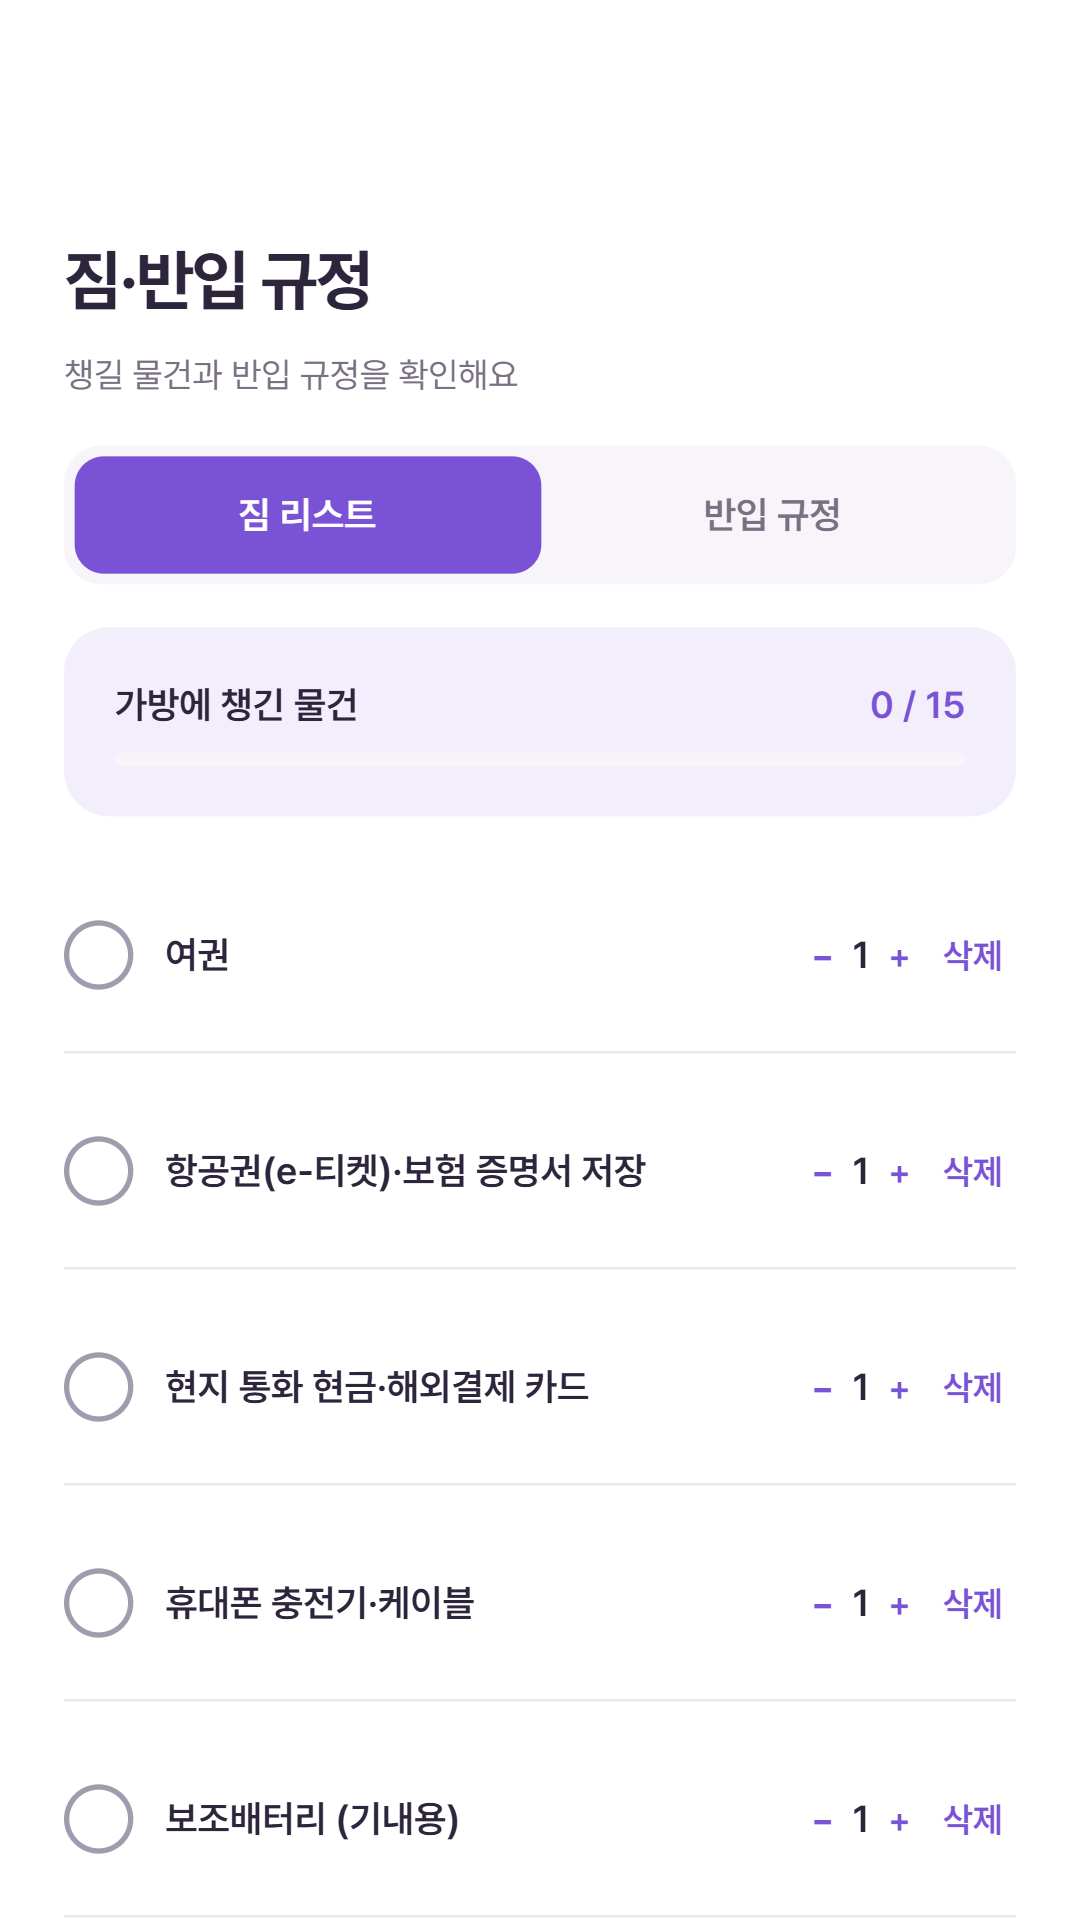 짐·반입 규정
챙길 물건과 반입 규정을 확인해요
짐 리스트 반입 규정
가방에 챙긴 물건 0 / 15
여권 − 1 + 삭제
항공권(e-티켓)·보험 증명서 저장 − 1 + 삭제
현지 통화 현금·해외결제 카드 − 1 + 삭제
휴대폰 충전기·케이블 − 1 + 삭제
보조배터리 (기내용) − 1 + 삭제